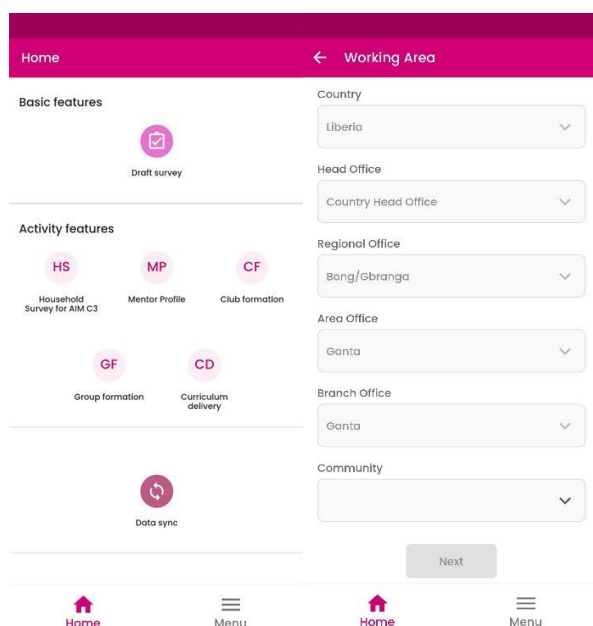 Home
Basic features
Draft survey
Activity features
HS
MP
CF
Household
Survey for AIM C3
Mentor Profile
Club formation
GF
CD
Group formation
Curriculum
delivery
Data sync
Home
Menu
Working Area
Country
Liberia
Head Office
Country Head Office
Regional Office
Bong/Gbranga
Area Office
Ganta
Branch Office
Ganta
Community
Next
Home
Menu